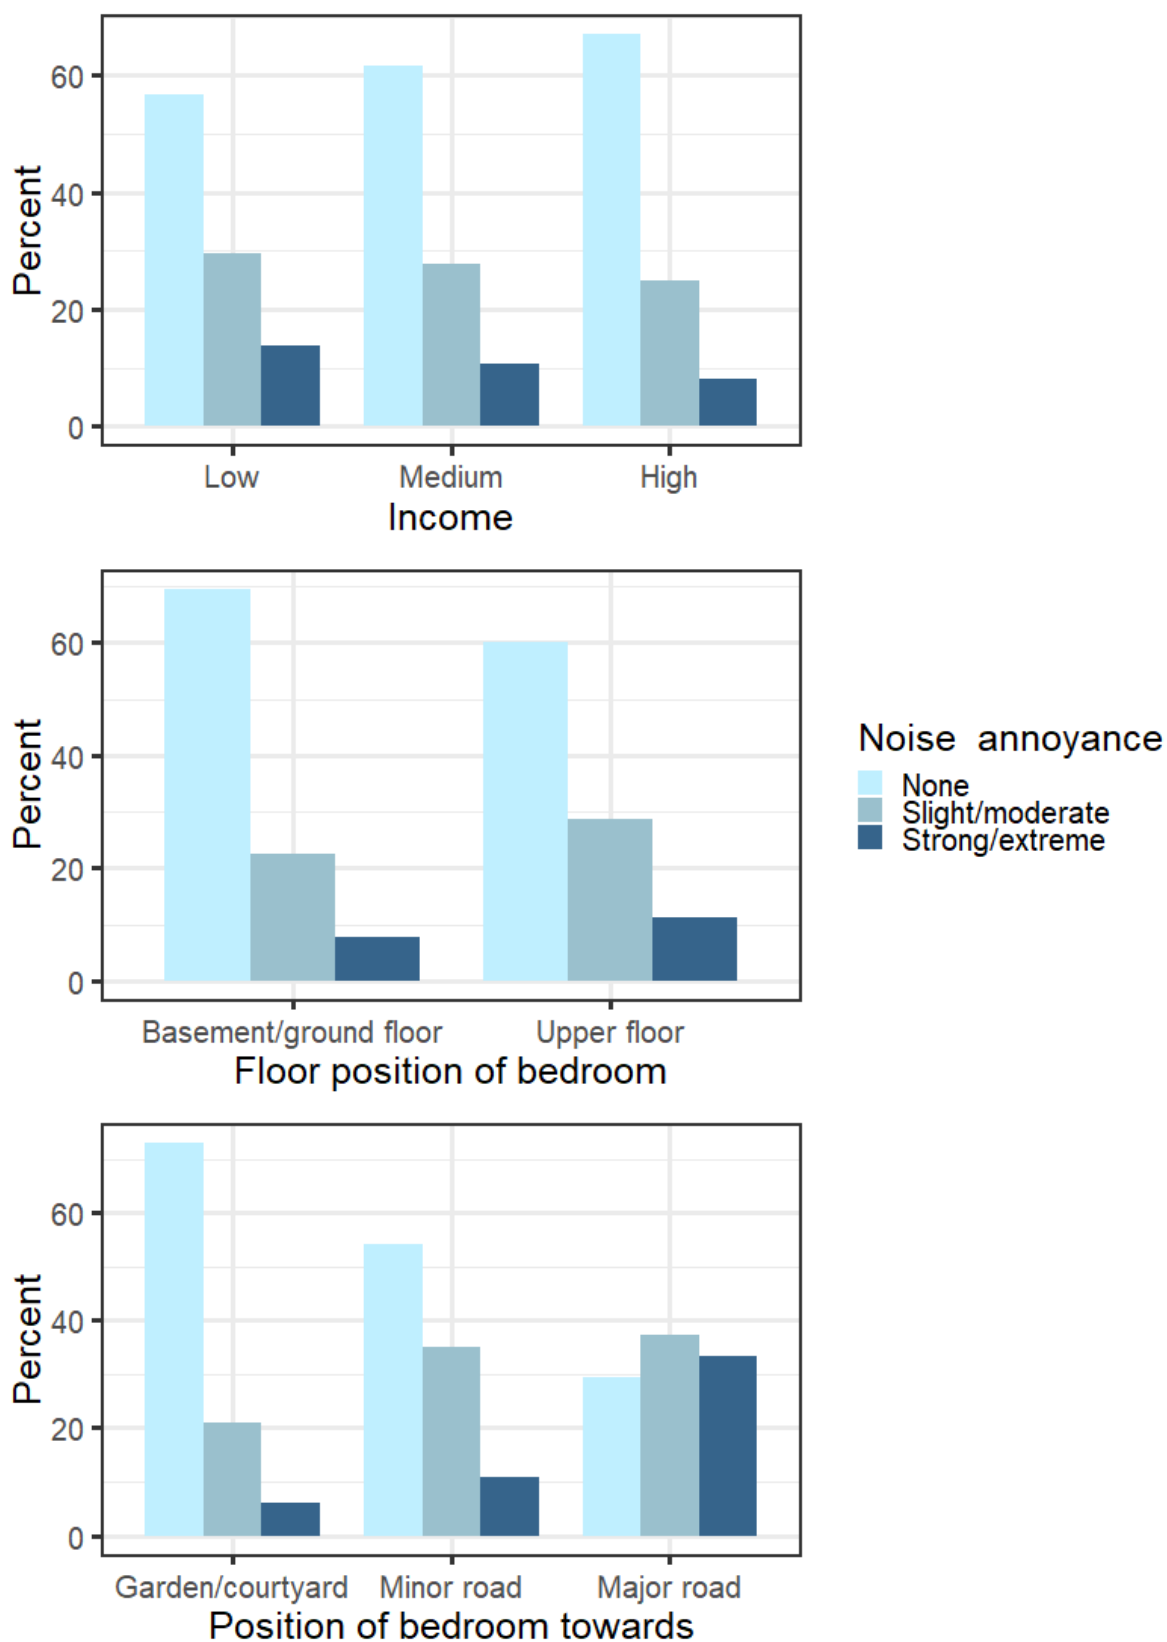 Percent
60
40
20
0
Low Medium High
Income
Percent
60
40
20
0
Basement/ground floor Upper floor
Floor position of bedroom
Noise annoyance
None
Slight/moderate
Strong/extreme
Percent
60
40
20
0
Garden/courtyard Minor road Major road
Position of bedroom towards